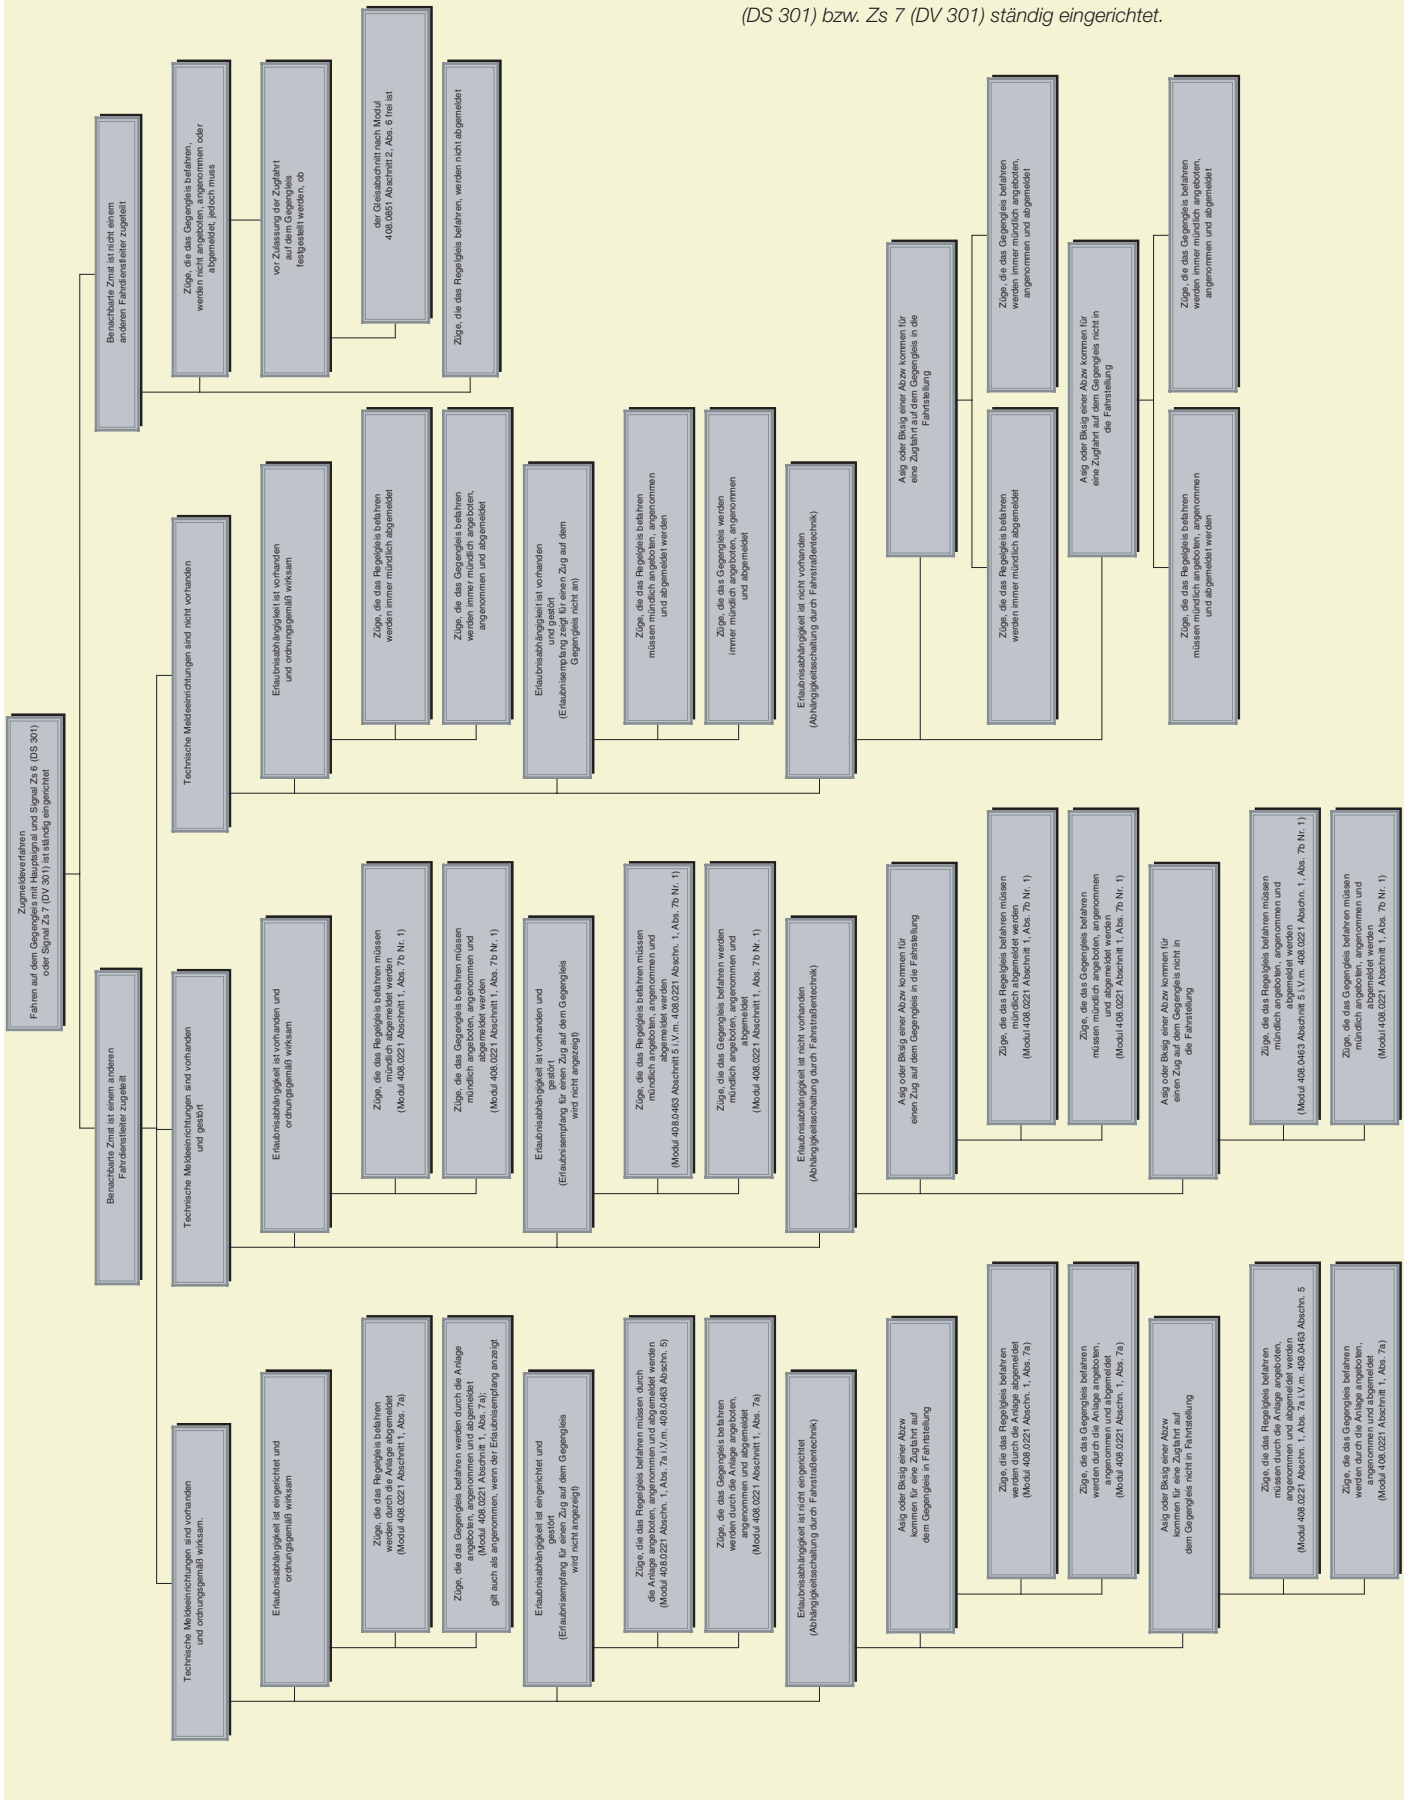 (DS 301) bzw. Zs 7 (DV 301) ständig eingerichtet.
Zugmeldeverfahren
Fahren auf dem Gegengleis mit Hauptsignal und Signal Zs 6 (DS 301)
oder Signal Zs 7 (DV 301) ist ständig eingerichtet
Benachbarte Zmst ist einem anderen
Fahrdienstleiter zugeteilt
Benachbarte Zmst ist nicht einem
anderen Fahrdienstleiter zugeteilt
Technische Meldeeinrichtungen sind vorhanden
und ordnungsgemäß wirksam.
Erlaubnisabhängigkeit ist eingerichtet und
ordnungsgemäß wirksam
Züge, die das Regelgleis befahren
werden durch die Anlage abgemeldet
(Modul 408.0221 Abschnitt 1, Abs. 7a)
Züge, die das Gegengleis befahren werden durch die Anlage
angeboten, angenommen und abgemeldet
(Modul 408.0221 Abschnitt 1, Abs. 7a);
gilt auch als angenommen, wenn der Erlaubnisempfang anzeigt
Erlaubnisabhängigkeit ist eingerichtet und
gestört
(Erlaubnisempfang für einen Zug auf dem Gegengleis
wird nicht angezeigt)
Züge, die das Regelgleis befahren müssen durch
die Anlage angeboten, angenommen und abgemeldet werden
(Modul 408.0221 Abschn. 1, Abs. 7a i.V.m. 408.0463 Abschn. 5)
Züge, die das Gegengleis befahren
werden durch die Anlage angeboten,
angenommen und abgemeldet
(Modul 408.0221 Abschnitt 1, Abs. 7a)
Erlaubnisabhängigkeit ist nicht eingerichtet
(Abhängigkeitsschaltung durch Fahrstraßentechnik)
Asig oder Bksig einer Abzw
kommen für eine Zugfahrt auf
dem Gegengleis in Fahrtstellung
Züge, die das Regelgleis befahren
werden durch die Anlage abgemeldet
(Modul 408.0221 Abschn. 1, Abs. 7a)
Züge, die das Gegengleis befahren
werden durch die Anlage angeboten,
angenommen und abgemeldet
(Modul 408.0221 Abschn. 1, Abs. 7a)
Asig oder Bksig einer Abzw
kommen für eine Zugfahrt auf
dem Gegengleis nicht in Fahrtstellung
Züge, die das Regelgleis befahren
müssen durch die Anlage angeboten,
angenommen und abgemeldet werden
(Modul 408.0221 Abschn. 1, Abs. 7a i.V.m. 408.0463 Abschn. 5
Züge, die das Gegengleis befahren
werden durch die Anlage angeboten,
angenommen und abgemeldet
(Modul 408.0221 Abschnitt 1, Abs. 7a)
Technische Meldeeinrichtungen sind vorhanden
und gestört
Erlaubnisabhängigkeit ist vorhanden und
ordnungsgemäß wirksam
Züge, die das Regelgleis befahren müssen
mündlich abgemeldet werden
(Modul 408.0221 Abschnitt 1, Abs. 7b Nr. 1)
Züge, die das Gegengleis befahren müssen
mündlich angeboten, angenommen und
abgemeldet werden
(Modul 408.0221 Abschnitt 1, Abs. 7b Nr. 1)
Erlaubnisabhängigkeit ist vorhanden und
gestört
(Erlaubnisempfang für einen Zug auf dem Gegengleis
wird nicht angezeigt)
Züge, die das Regelgleis befahren müssen
mündlich angeboten, angenommen und
abgemeldet werden
(Modul 408.0463 Abschnitt 5 i.V.m. 408.0221 Abschn. 1, Abs. 7b Nr. 1)
Züge, die das Gegengleis befahren werden
mündlich angeboten, angenommen und
abgemeldet
(Modul 408.0221 Abschnitt 1, Abs. 7b Nr. 1)
Erlaubnisabhängigkeit ist nicht vorhanden
(Abhängigkeitsschaltung durch Fahrstraßentechnik)
Asig oder Bksig einer Abzw kommen für
einen Zug auf dem Gegengleis in die Fahrstellung
Züge, die das Regelgleis befahren müssen
mündlich abgemeldet werden
(Modul 408.0221 Abschnitt 1, Abs. 7b Nr. 1)
Züge, die das Gegengleis befahren
müssen mündlich angeboten, angenommen
und abgemeldet werden
(Modul 408.0221 Abschnitt 1, Abs. 7b Nr. 1)
Asig oder Bksig einer Abzw kommen für
einen Zug auf dem Gegengleis nicht in
die Fahrstellung
Züge, die das Regelgleis befahren müssen
mündlich angeboten, angenommen und
abgemeldet werden
(Modul 408.0463 Abschnitt 5 i.V.m. 408.0221 Abschn. 1, Abs. 7b Nr. 1)
Züge, die das Gegengleis befahren müssen
mündlich angeboten, angenommen und
abgemeldet werden
(Modul 408.0221 Abschnitt 1, Abs. 7b Nr. 1)
Technische Meldeeinrichtungen sind nicht vorhanden
Erlaubnisabhängigkeit ist vorhanden
und ordnungsgemäß wirksam
Züge, die das Regelgleis befahren
werden immer mündlich abgemeldet
Züge, die das Gegengleis befahren
werden immer mündlich angeboten,
angenommen und abgemeldet
Erlaubnisabhängigkeit ist vorhanden
und gestört
(Erlaubnisempfang zeigt für einen Zug auf dem
Gegengleis nicht an)
Züge, die das Regelgleis befahren
müssen mündlich angeboten, angenommen
und abgemeldet werden
Züge, die das Gegengleis werden
immer mündlich angeboten, angenommen
und abgemeldet
Erlaubnisabhängigkeit ist nicht vorhanden
(Abhängigkeitsschaltung durch Fahrstraßentechnik)
Asig oder Bksig einer Abzw kommen für
eine Zugfahrt auf dem Gegengleis in die
Fahrtstellung
Züge, die das Regelgleis befahren
werden immer mündlich abgemeldet
Züge, die das Gegengleis befahren
werden immer mündlich angeboten,
angenommen und abgemeldet
Asig oder Bksig einer Abzw kommen für
eine Zugfahrt auf dem Gegengleis nicht in
die Fahrstellung
Züge, die das Regelgleis befahren
müssen mündlich angeboten, angenommen
und abgemeldet werden
Züge, die das Gegengleis befahren
werden immer mündlich angeboten,
angenommen und abgemeldet
Züge, die das Gegengleis befahren,
werden nicht angeboten, angenommen oder
abgemeldet, jedoch muss
vor Zulassung der Zugfahrt
auf dem Gegengleis
festgestellt werden, ob
der Gleisabschnitt nach Modul
408.0851 Abschnitt 2, Abs. 6 frei ist
Züge, die das Regelgleis befahren, werden nicht abgemeldet